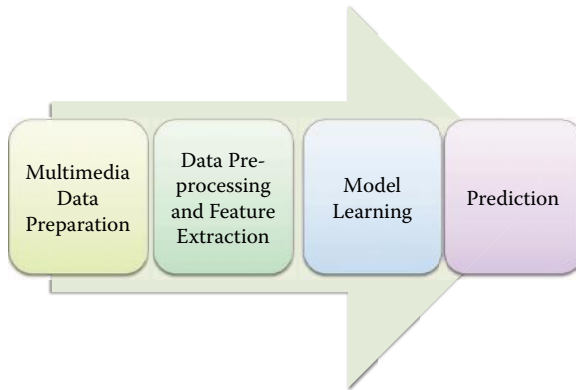 Multimedia
Data
Preparation
Data Pre-
processing
and Feature
Extraction
Model
Learning
Prediction